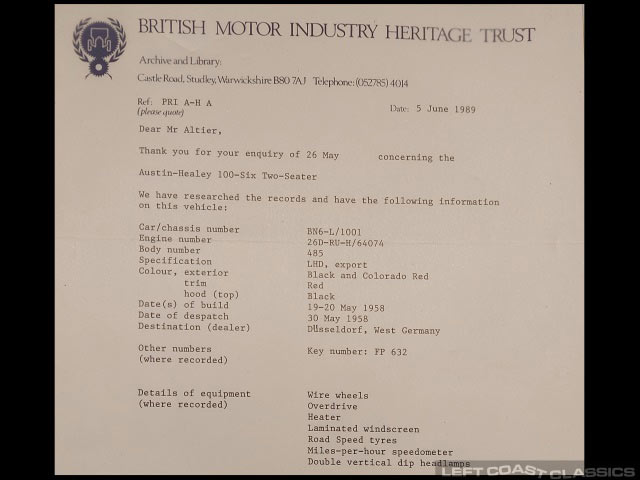 BRITISH MOTOR INDUSTRY HERITAGE TRUST
Archive and Library:
Castle Road, Studley, Warwickshire B80 7AJ Telephone: (052785) 4014
Ref: PRI A-H A
(please quote)
Date: 5 June 1989
Dear Mr Altier,
Thank you for your enquiry of 26 May concerning the
Austin-Healey 100-Six Two-Seater
We have researched the records and have the following information
on this vehicle:
Car/chassis number BN6-L/1001
Engine number 26D-RU-H/64074
Body number 485
Specification LHD, export
Colour, exterior Black and Colorado Red
trim Red
hood (top) Black
Date(s) of build 19-20 May 1958
Date of despatch 30 May 1958
Destination (dealer) Düsseldorf, West Germany
Other numbers Key number: FP 632
(where recorded)
Details of equipment Wire wheels
(where recorded) Overdrive
Heater
Laminated windscreen
Road Speed tyres
Miles-per-hour speedometer
Double vertical dip headlamps
LEFT COAST CLASSICS